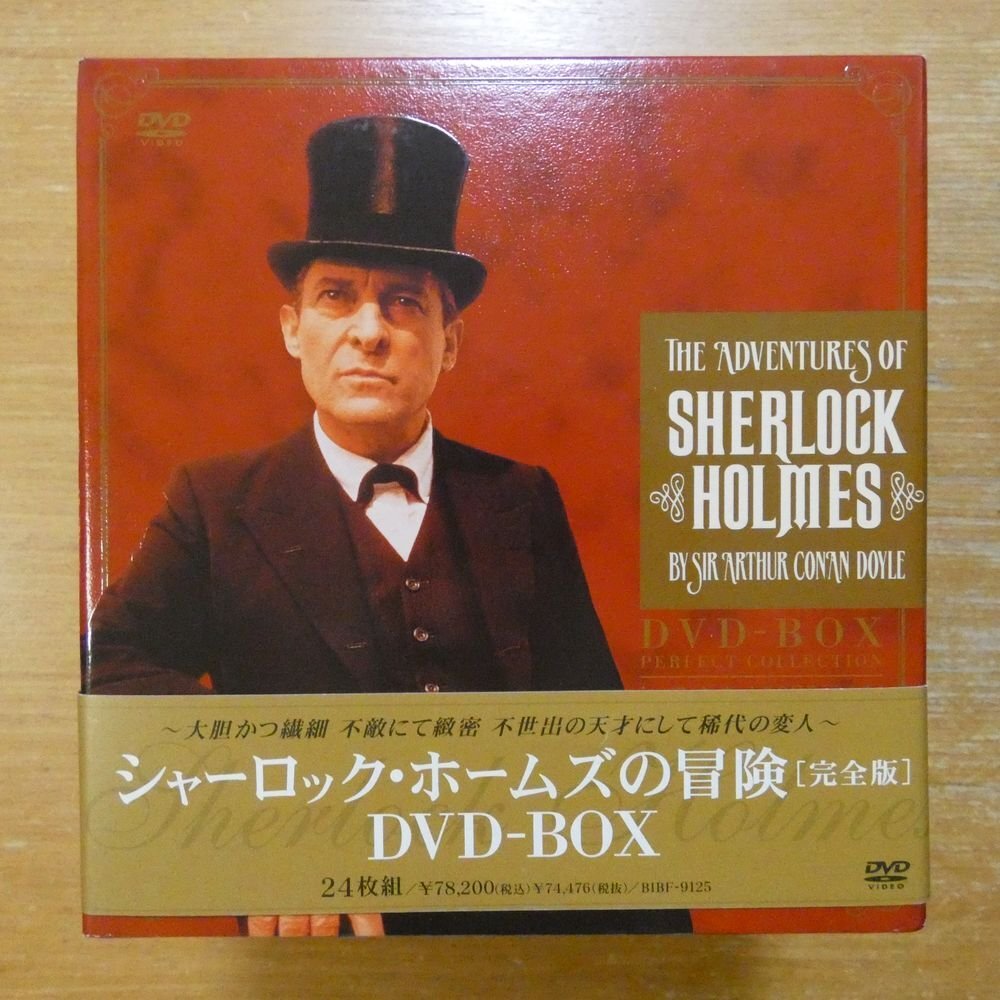 DVD
VIDEO
THE ADVENTURES OF
SHERLOCK
HOLMES
BY SIR ARTHUR CONAN DOYLE
DVD-BOX
PERFECT COLLECTION
～大胆かつ繊細 不敵にて緻密 不世出の天才にして稀代の変人～
シャーロック・ホームズの冒険［完全版］
Sherlock Holmes
DVD-BOX
24枚組／¥78,200(税込)¥74,476(税抜)／BIBF-9125
DVD
VIDEO